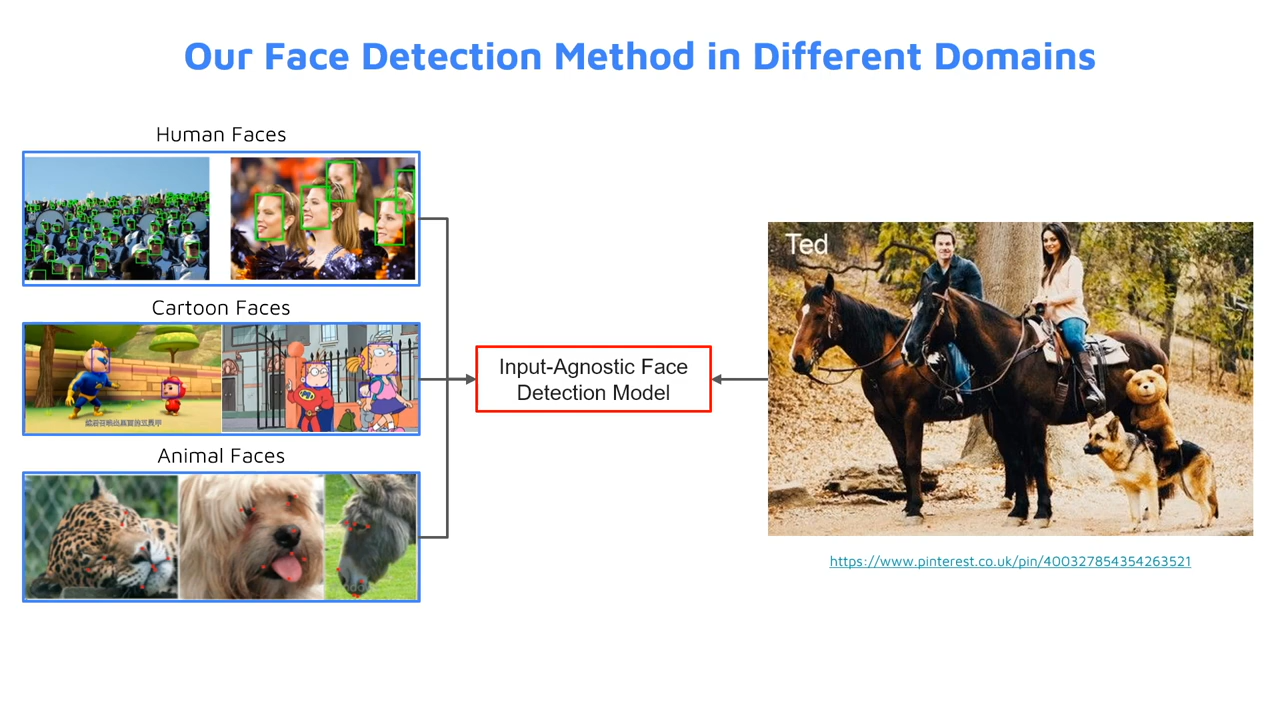 Our Face Detection Method in Different Domains
Human Faces
Cartoon Faces
Animal Faces
Input-Agnostic Face
Detection Model
Ted
https://www.pinterest.co.uk/pin/400327854354263521